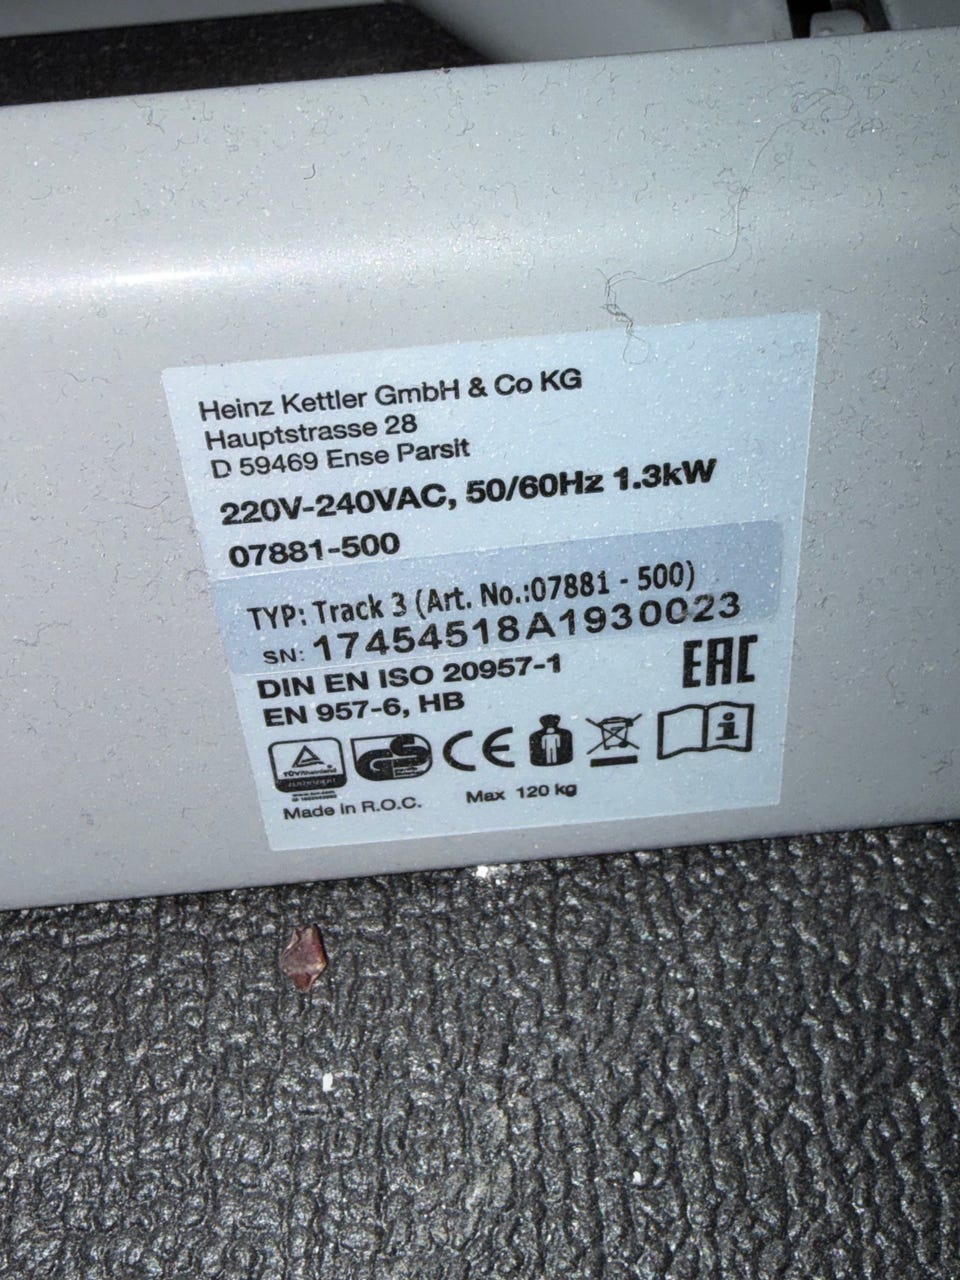 Heinz Kettler GmbH & Co KG
Hauptstrasse 28
D 59469 Ense Parsit
220V-240VAC, 50/60Hz 1.3kW
07881-500
TYP: Track 3 (Art. No.:07881 - 500)
SN: 17454518A1930023
DIN EN ISO 20957-1
EN 957-6, HB
EAC
TÜVRheinland
GS
CE
i
Made in R.O.C.
Max 120 kg